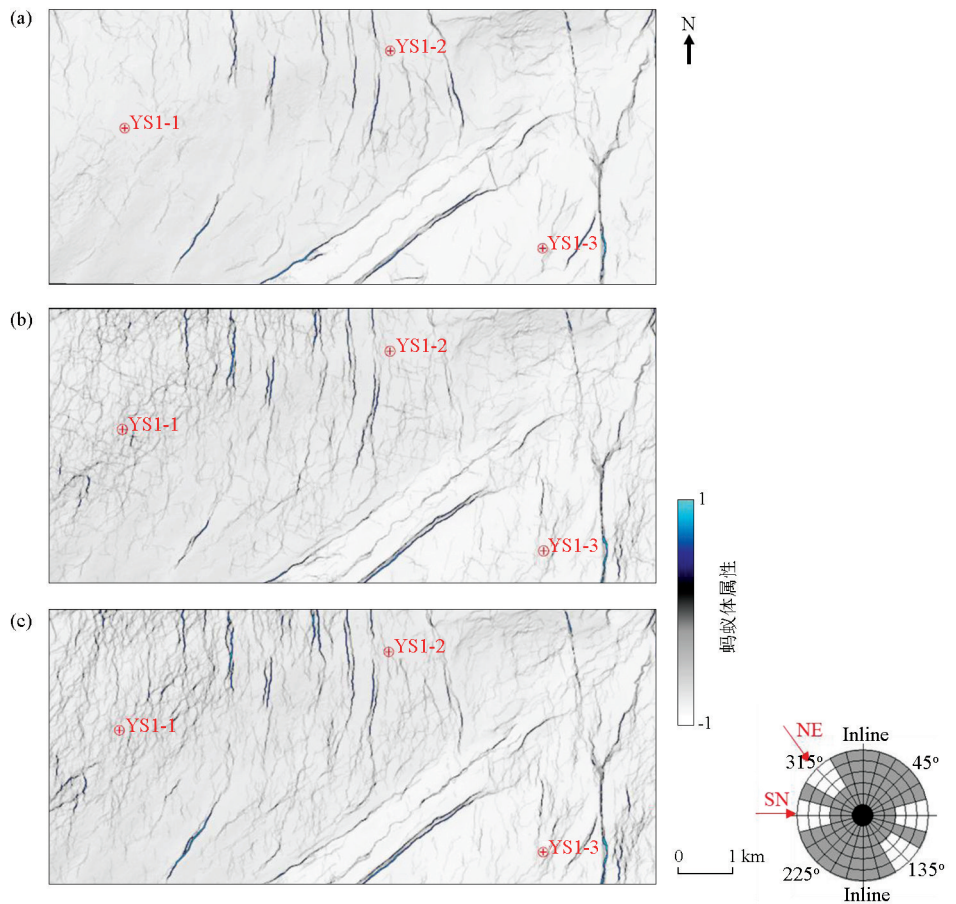 (a)
YS1-2
YS1-1
YS1-3
N
(b)
YS1-2
YS1-1
YS1-3
1
蚂蚁体属性
-1
(c)
YS1-2
YS1-1
YS1-3
0 1 km
Inline
NE
315° 45°
SN
225° 135°
Inline